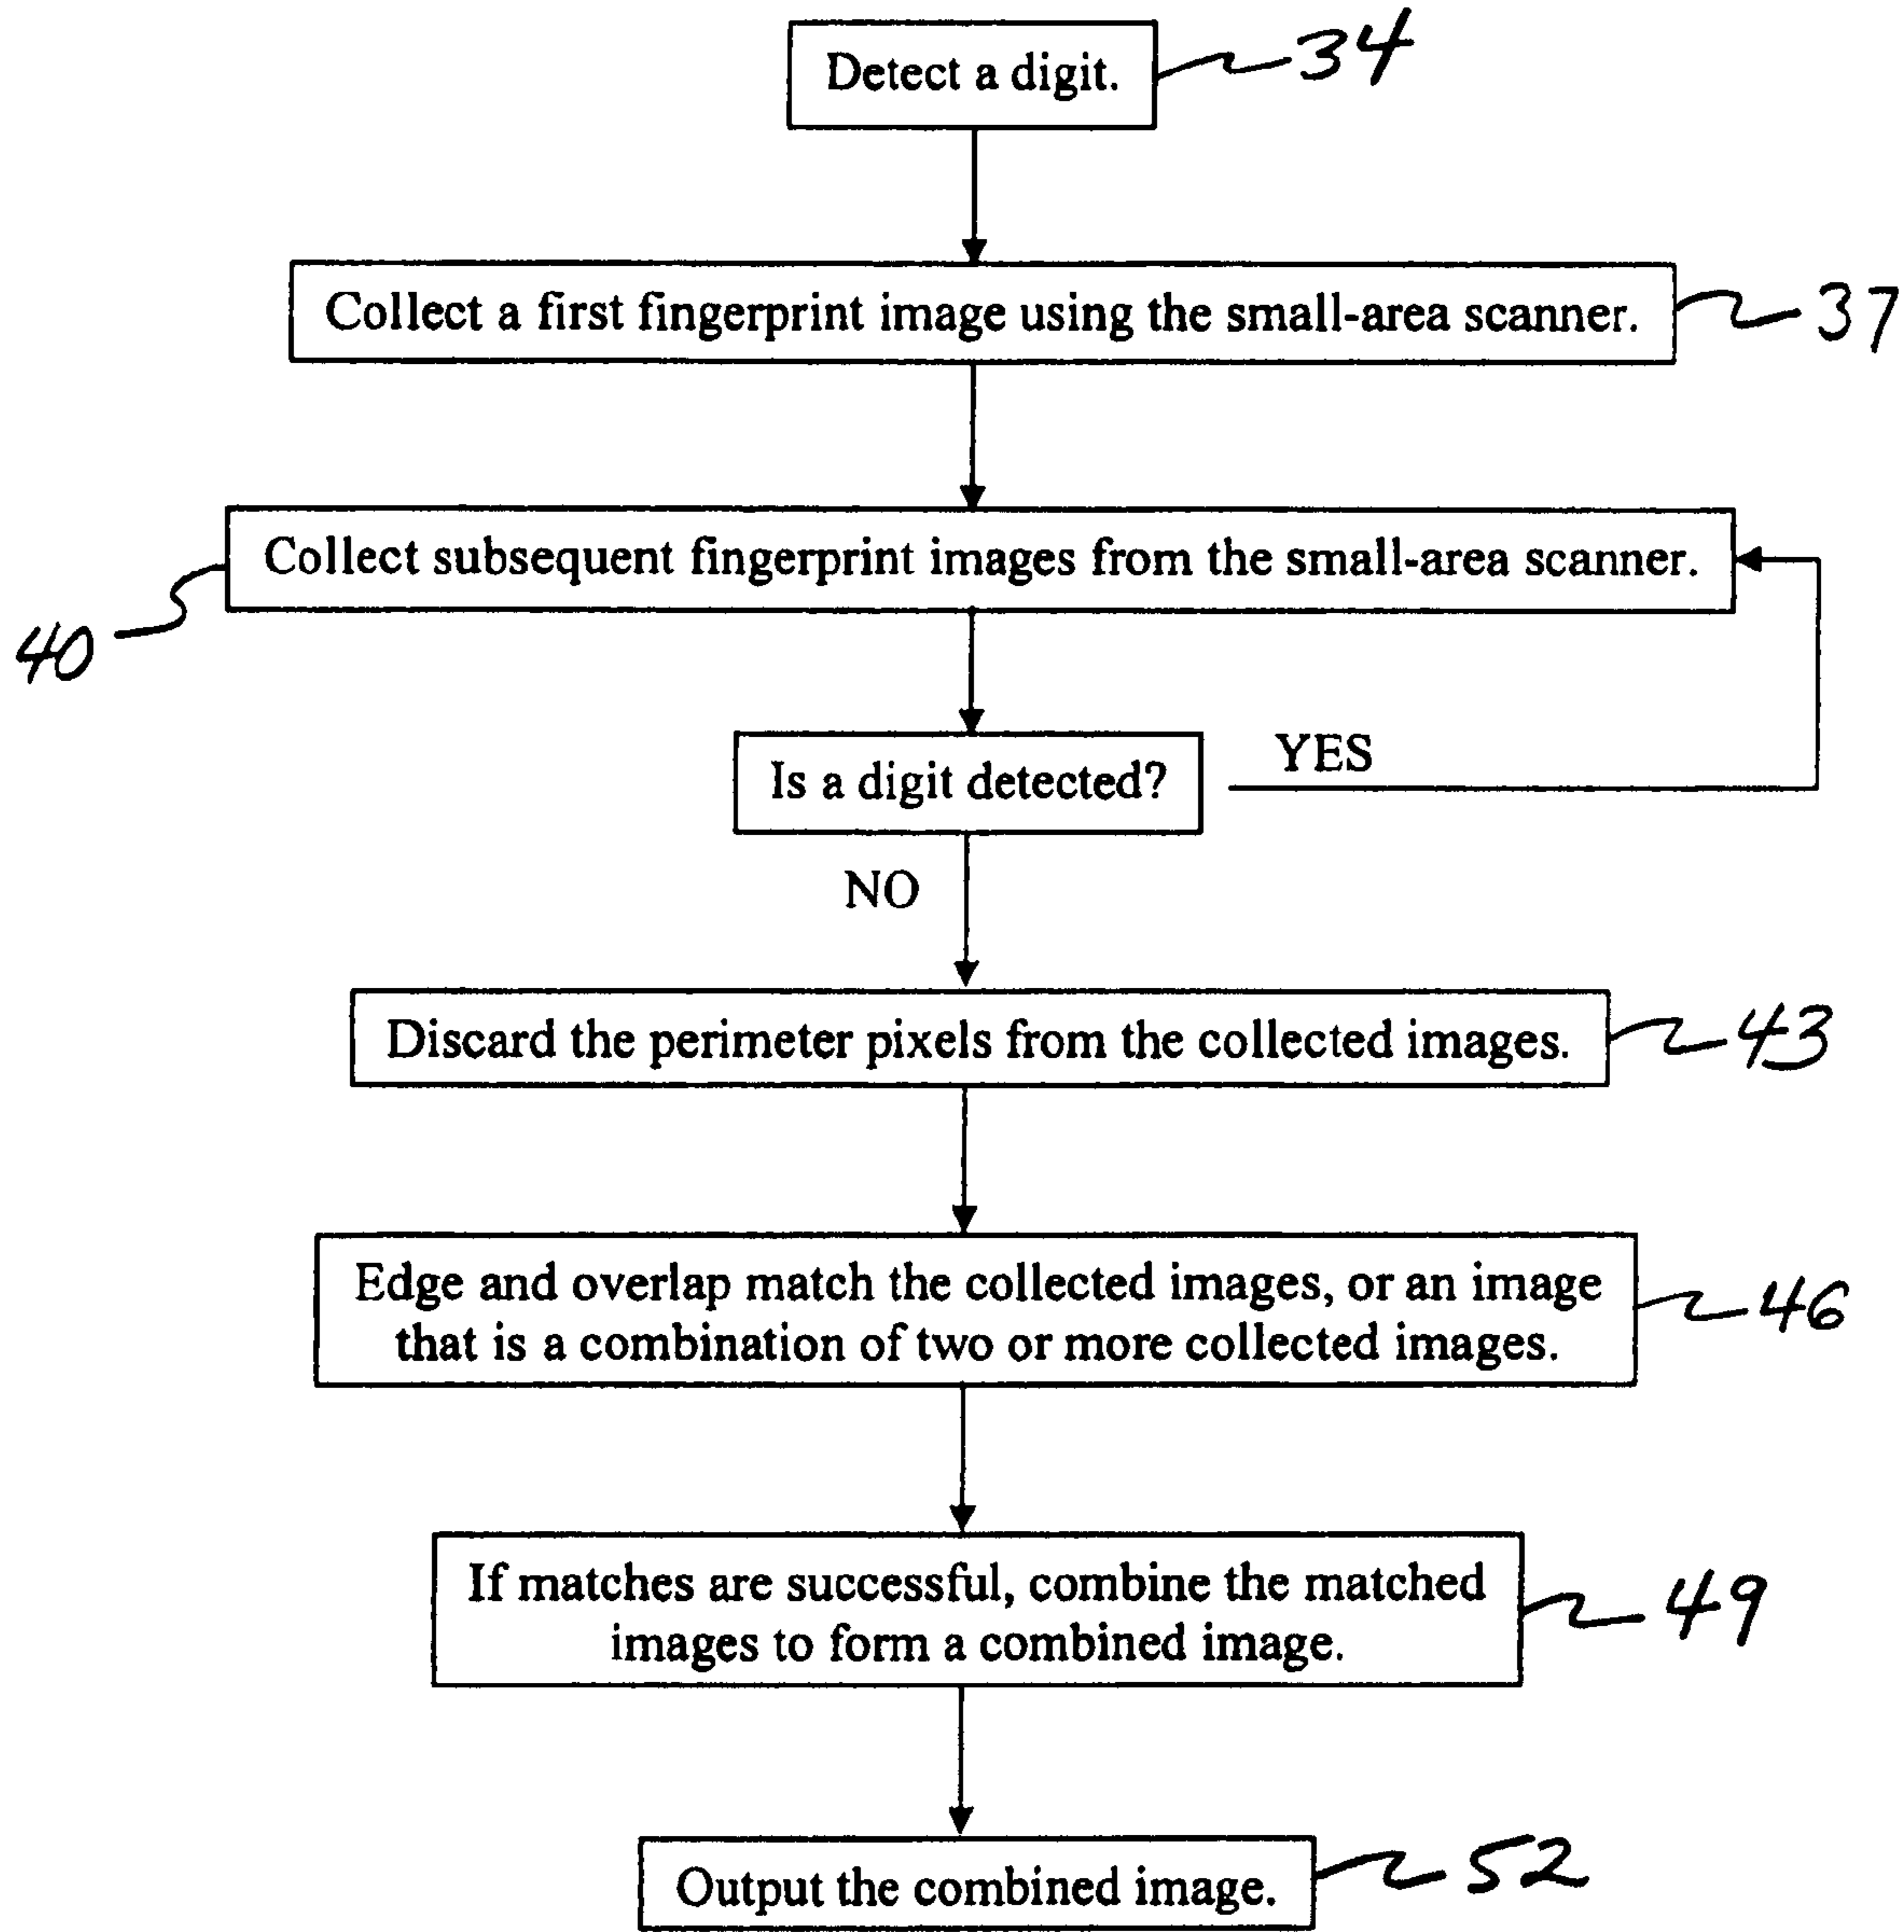 Detect a digit.
34
Collect a first fingerprint image using the small-area scanner.
37
Collect subsequent fingerprint images from the small-area scanner.
40
Is a digit detected?
YES
NO
Discard the perimeter pixels from the collected images.
43
Edge and overlap match the collected images, or an image
that is a combination of two or more collected images.
46
If matches are successful, combine the matched
images to form a combined image.
49
Output the combined image.
52